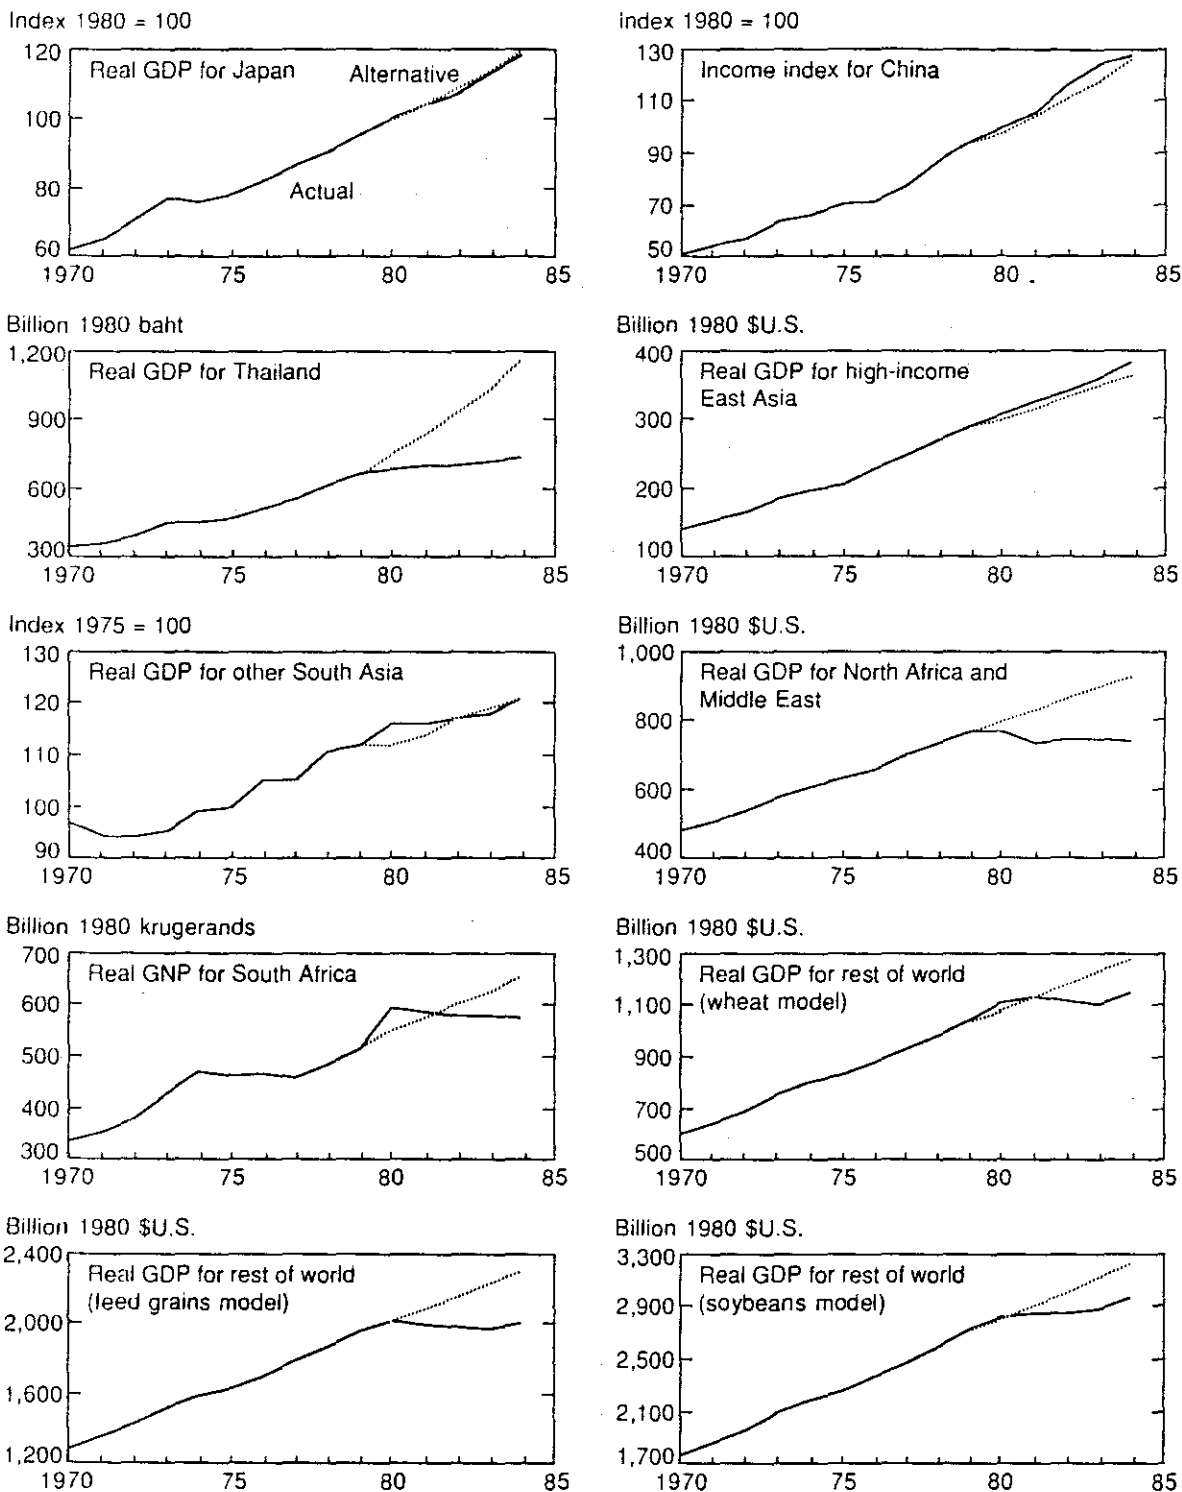 Index 1980 = 100
120
100
80
60
Real GDP for Japan
Alternative
Actual
1970 75 80 85
index 1980 = 100
130
110
90
70
50
Income index for China
1970 75 80 85
Billion 1980 baht
1,200
900
600
300
Real GDP for Thailand
1970 75 80 85
Billion 1980 $U.S.
400
300
200
100
Real GDP for high-income
East Asia
1970 75 80 85
Index 1975 = 100
130
120
110
100
90
Real GDP for other South Asia
1970 75 80 85
Billion 1980 $U.S.
1,000
800
600
400
Real GDP for North Africa and
Middle East
1970 75 80 85
Billion 1980 krugerands
700
600
500
400
300
Real GNP for South Africa
1970 75 80 85
Billion 1980 $U.S.
1,300
1,100
900
700
500
Real GDP for rest of world
(wheat model)
1970 75 80 85
Billion 1980 $U.S.
2,400
2,000
1,600
1,200
Real GDP for rest of world
(feed grains model)
1970 75 80 85
Billion 1980 $U.S.
3,300
2,900
2,500
2,100
1,700
Real GDP for rest of world
(soybeans model)
1970 75 80 85